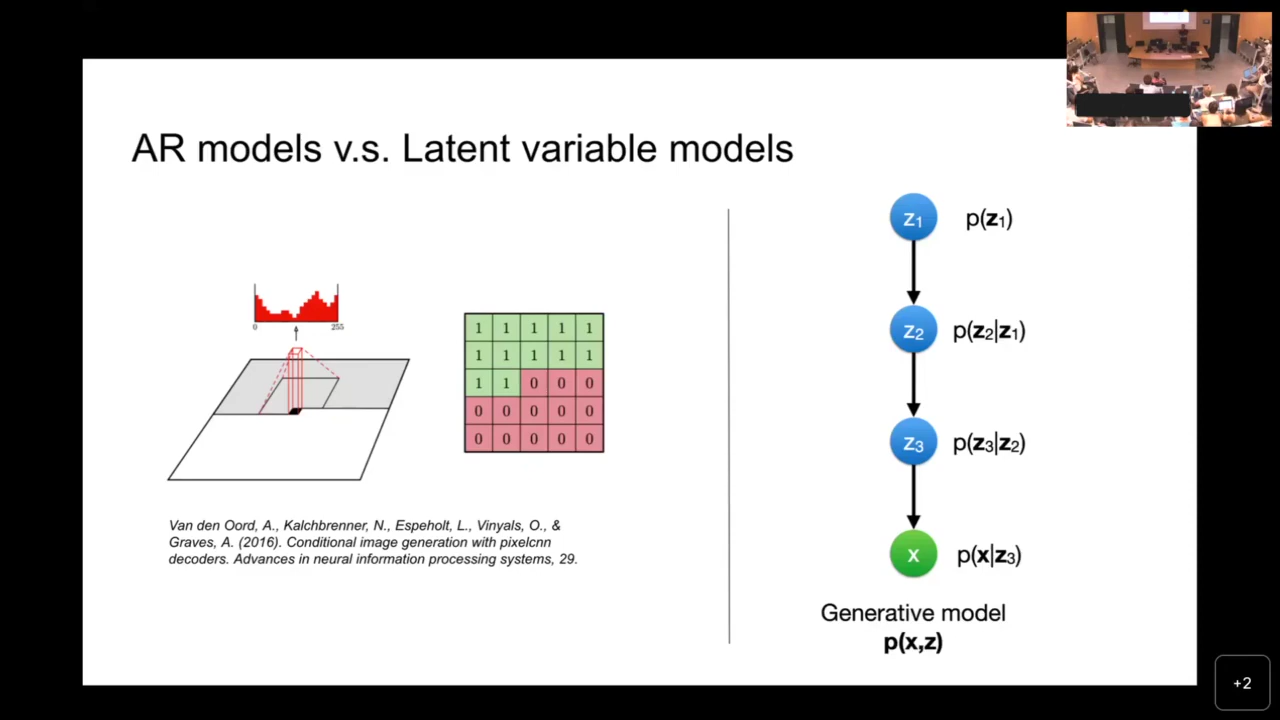 AR models v.s. Latent variable models
0 255
1 1 1 1 1
1 1 1 1 1
1 1 0 0 0
0 0 0 0 0
0 0 0 0 0
Van den Oord, A., Kalchbrenner, N., Espeholt, L., Vinyals, O., &
Graves, A. (2016). Conditional image generation with pixelcnn
decoders. Advances in neural information processing systems, 29.
z1 p(z1)
z2 p(z2|z1)
z3 p(z3|z2)
x p(x|z3)
Generative model
p(x,z)
+2